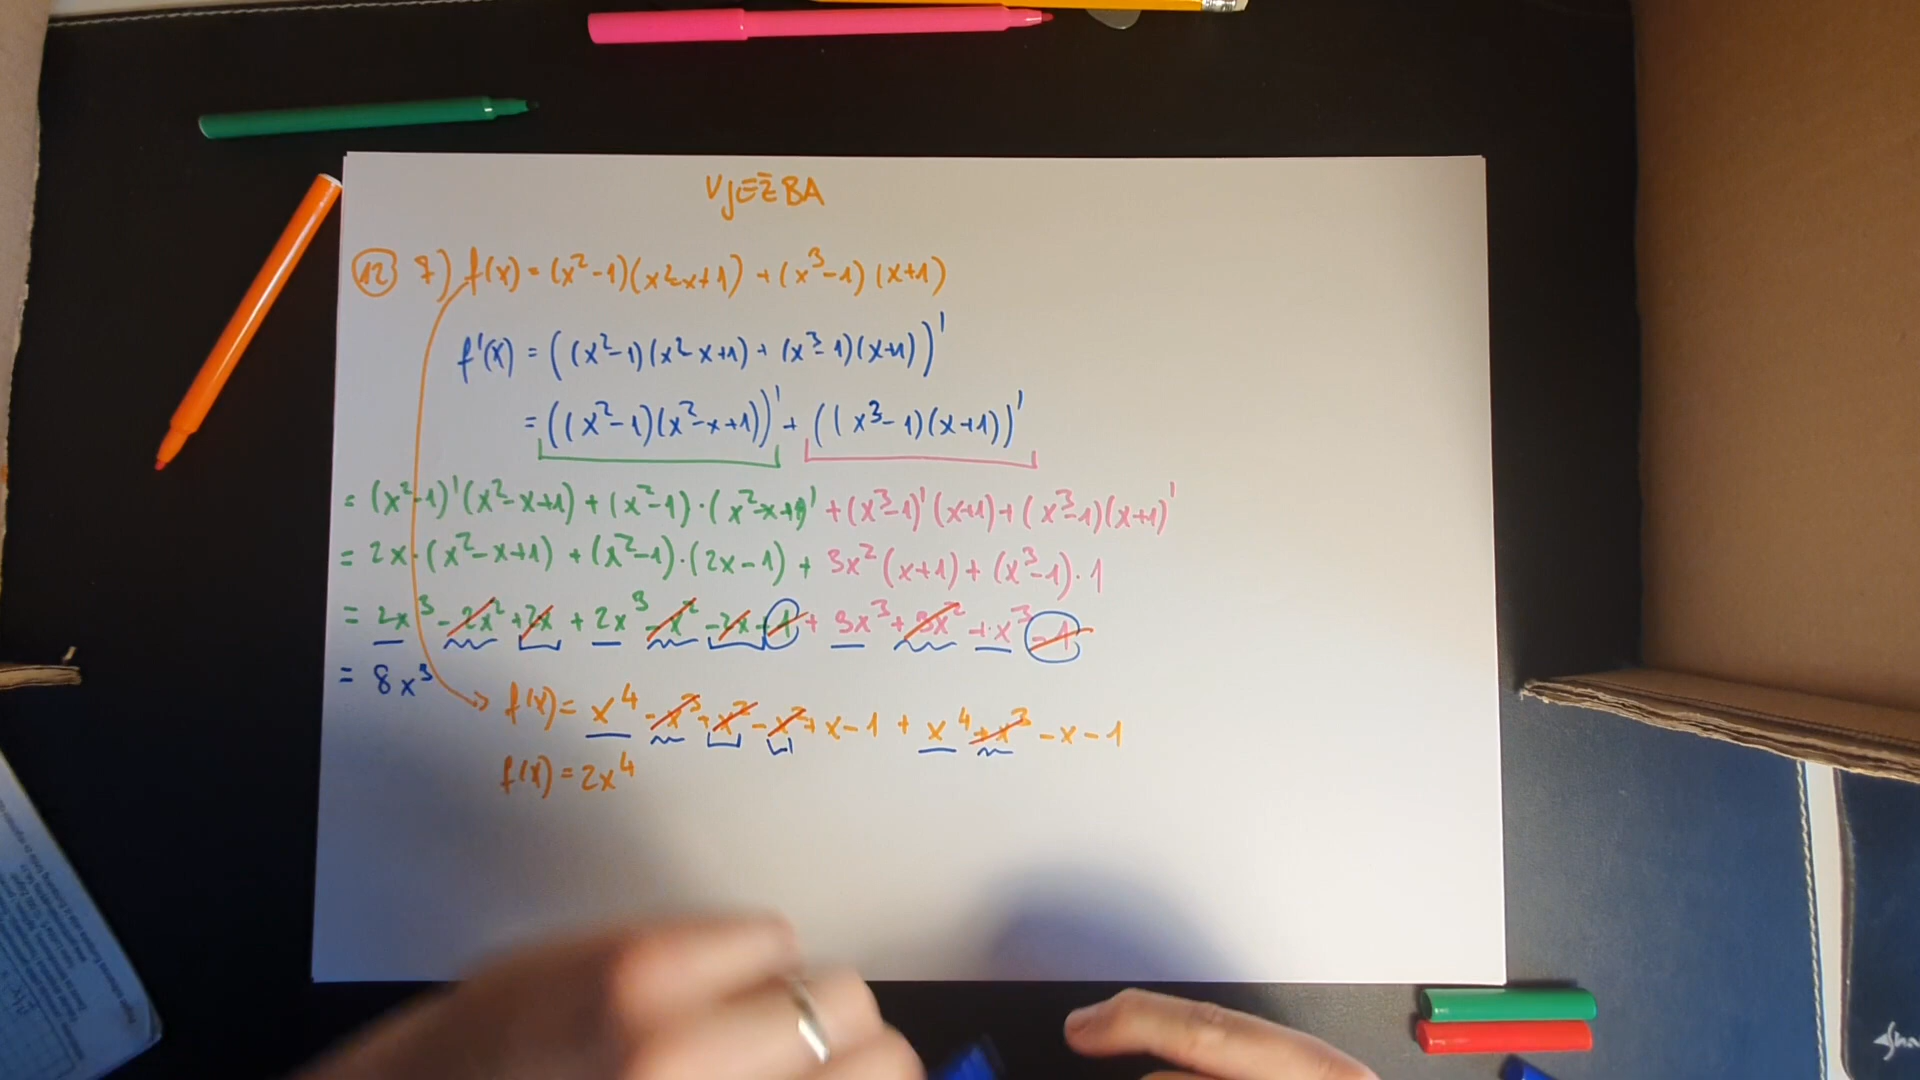 VJEŽBA
12 7) f(x) = (x²-1)(x²-x+1) + (x³-1)(x+1)
f'(x) = ((x²-1)(x²-x+1) + (x³-1)(x+1))'
= ((x²-1)(x²-x+1))' + ((x³-1)(x+1))'
= (x²-1)'(x²-x+1) + (x²-1)·(x²-x+1)' + (x³-1)'(x+1) + (x³-1)(x+1)'
= 2x·(x²-x+1) + (x²-1)·(2x-1) + 3x²(x+1) + (x³-1)·1
= 2x³ - 2x² + 2x + 2x³ - x² - 2x + 1 + 3x³ + 3x² + x³ - 1
= 8x³
f(x) = x⁴ - x³ + x² - x² + x - 1 + x⁴ + x³ - x - 1
f(x) = 2x⁴